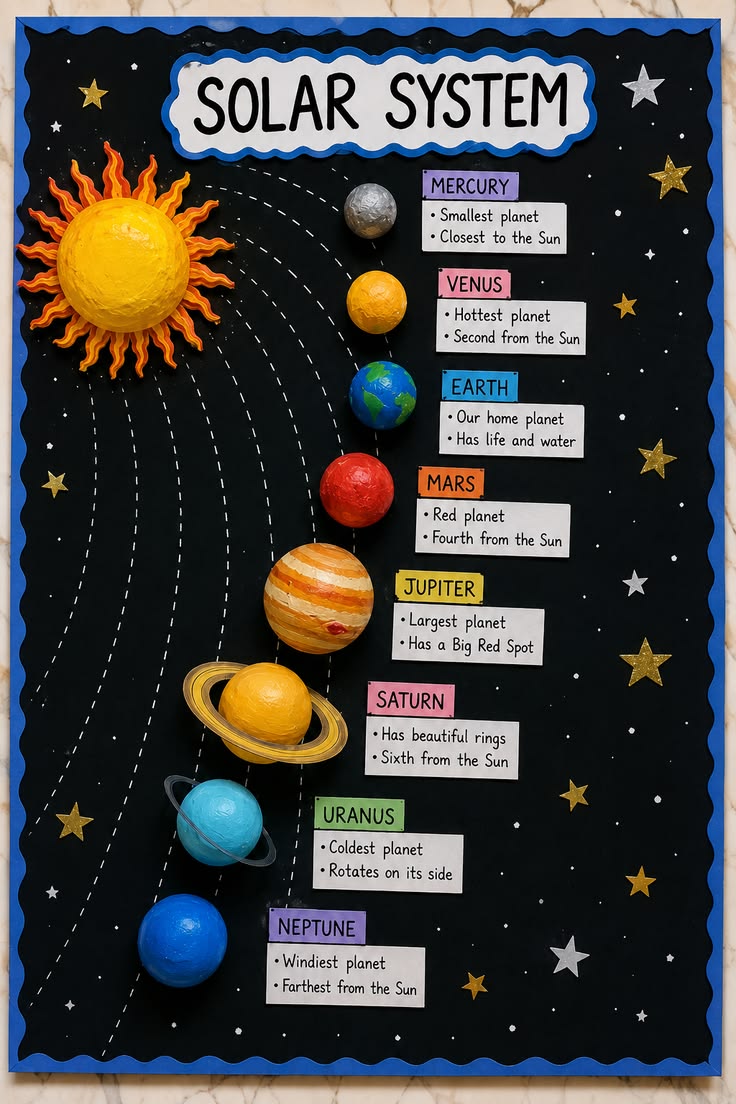 SOLAR SYSTEM
MERCURY
• Smallest planet
• Closest to the Sun
VENUS
• Hottest planet
• Second from the Sun
EARTH
• Our home planet
• Has life and water
MARS
• Red planet
• Fourth from the Sun
JUPITER
• Largest planet
• Has a Big Red Spot
SATURN
• Has beautiful rings
• Sixth from the Sun
URANUS
• Coldest planet
• Rotates on its side
NEPTUNE
• Windiest planet
• Farthest from the Sun